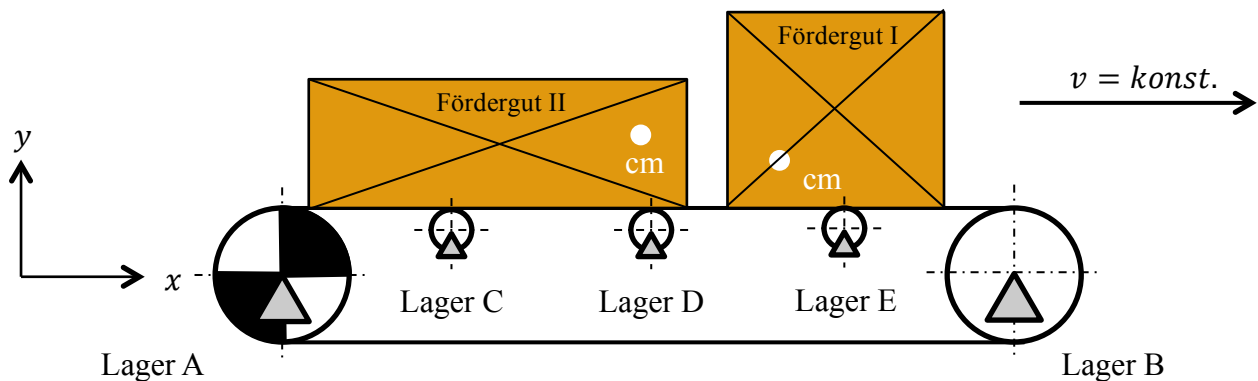 Fördergut I
Fördergut II
v = konst.
y
cm
cm
x
Lager C
Lager D
Lager E
Lager A
Lager B